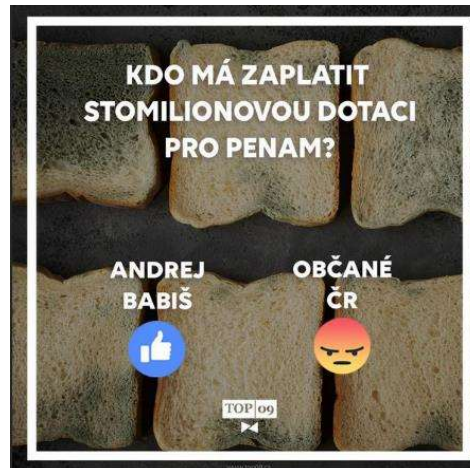 KDO MÁ ZAPLATIT
STOMILIONOVOU DOTACI
PRO PENAM?
ANDREJ
BABIŠ
OBČANÉ
ČR
TOP 09